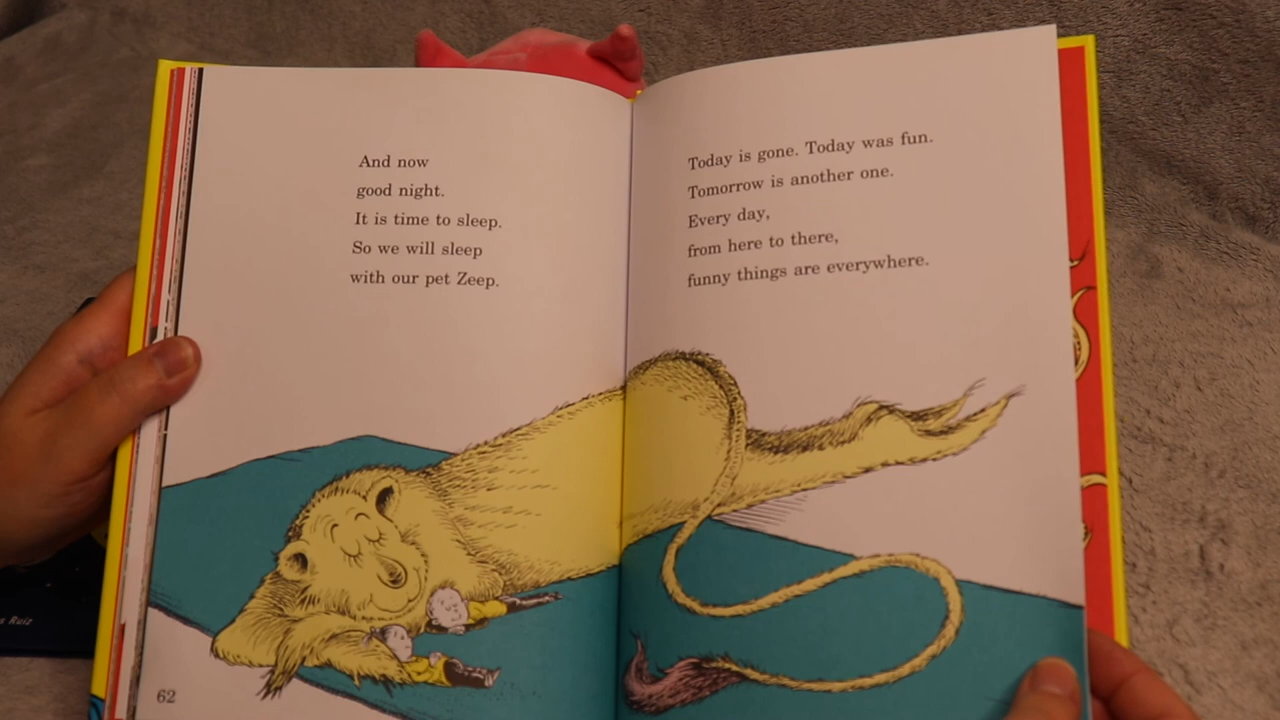 And now
good night.
It is time to sleep.
So we will sleep
with our pet Zeep.
62
Today is gone. Today was fun.
Tomorrow is another one.
Every day,
from here to there,
funny things are everywhere.
Ruiz